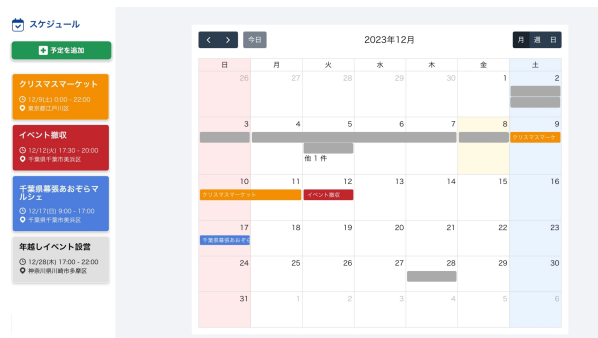 スケジュール
予定を追加
クリスマスマーケット
12/9(土) 0:00 - 22:00
東京都江戸川区
イベント撤収
12/12(火) 17:30 - 20:00
千葉県千葉市美浜区
千葉県幕張あおぞらマ
ルシェ
12/17(日) 9:00 - 17:00
千葉県千葉市美浜区
年越しイベント設営
12/28(木) 17:00 - 22:00
神奈川県川崎市多摩区
今日 2023年12月 月 週 日
日 月 火 水 木 金 土
26 27 28 29 30 1 2
3 4 5 6 7 8 9
クリスマスマーケ
他 1 件
10 11 12 13 14 15 16
クリスマスマーケット イベント撤収
17 18 19 20 21 22 23
千葉県幕張あおぞら
24 25 26 27 28 29 30
31 1 2 3 4 5 6